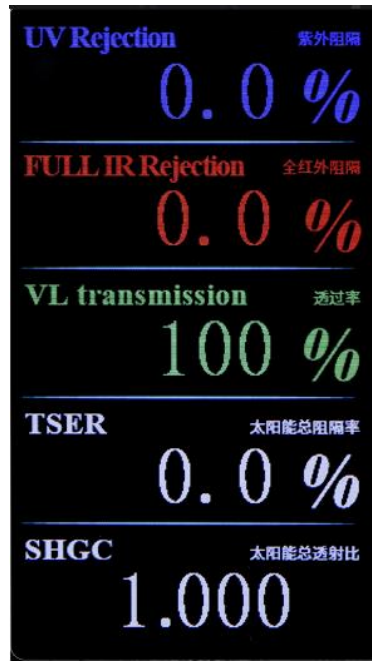 UV Rejection 紫外阻隔
0.0 %
FULL IR Rejection 全红外阻隔
0.0 %
VL transmission 透过率
100 %
TSER 太阳能总阻隔率
0.0 %
SHGC 太阳能总透射比
1.000